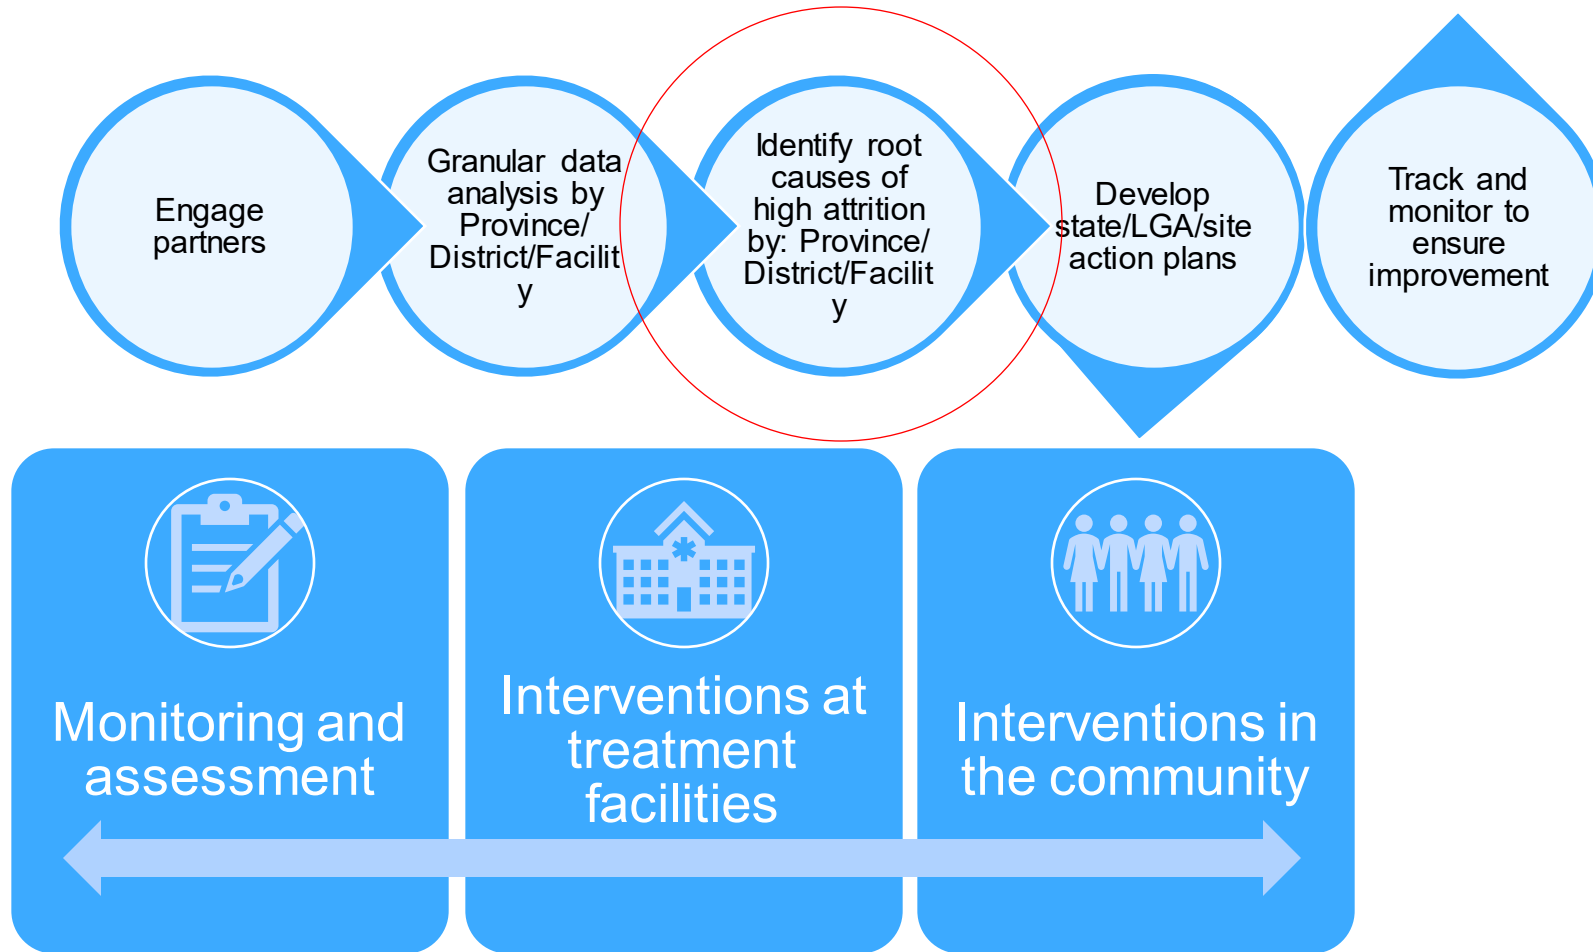 Engage
partners
Granular data
analysis by
Province/
District/Facilit
y
Identify root
causes of
high attrition
by: Province/
District/Facilit
y
Develop
state/LGA/site
action plans
Track and
monitor to
ensure
improvement
Monitoring and
assessment
Interventions at
treatment
facilities
Interventions in
the community